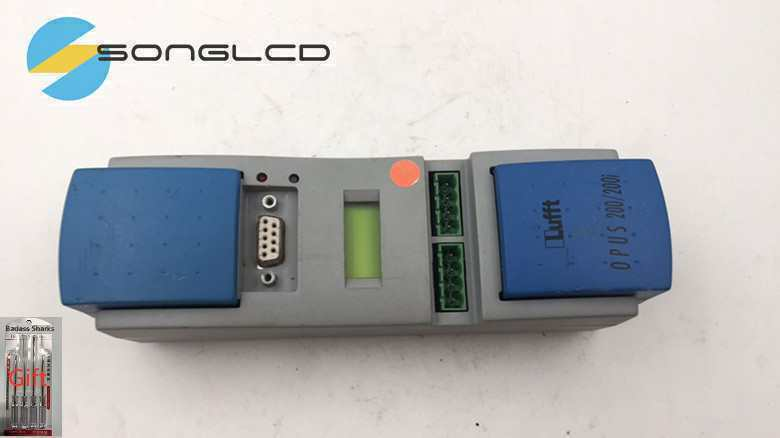 SONGLCD
Lufft
OPUS 200/200i
Badass Sharks
Gift